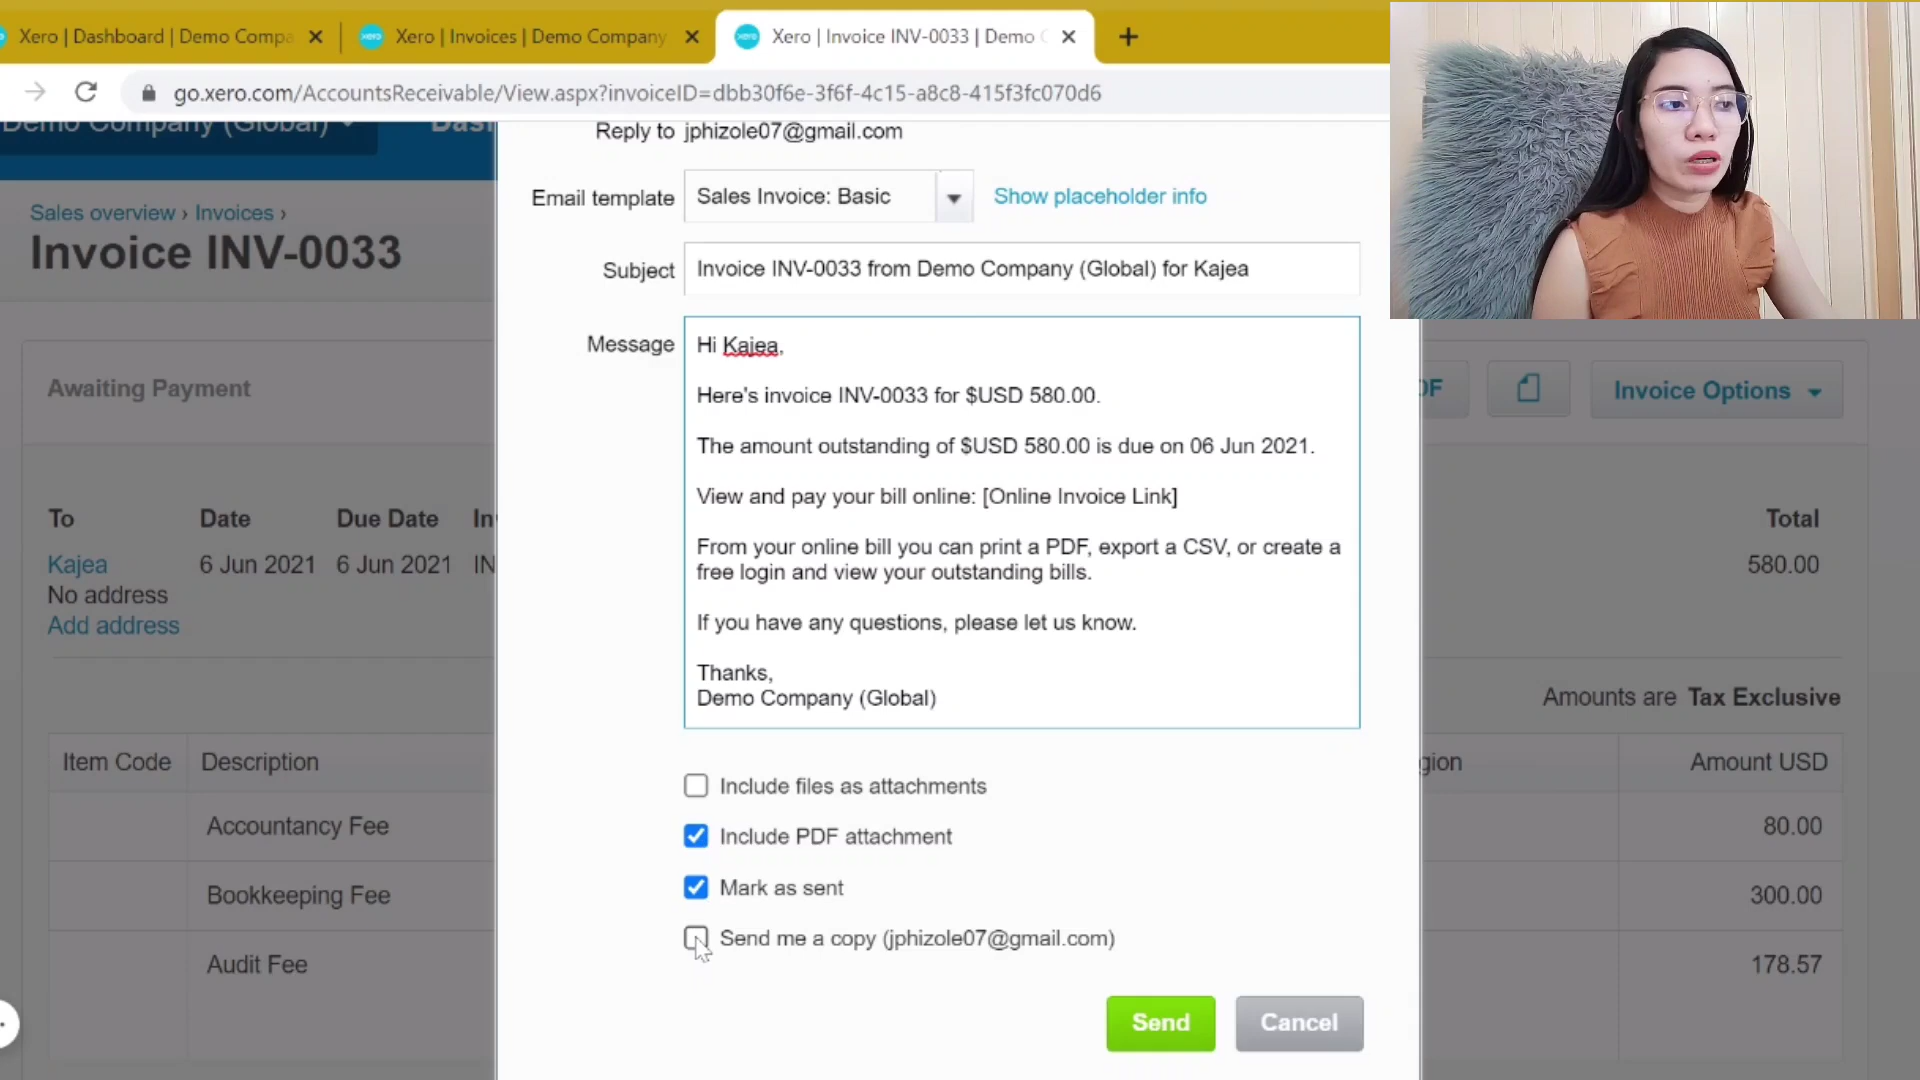 Xero | Dashboard | Demo Compa
Xero | Invoices | Demo Company
Xero | Invoice INV-0033 | Demo C
go.xero.com/AccountsReceivable/View.aspx?invoiceID=dbb30f6e-3f6f-4c15-a8c8-415f3fc070d6
Demo Company (Global)
Dash
Reply to jphizole07@gmail.com
Email template Sales Invoice: Basic Show placeholder info
Sales overview › Invoices ›
Invoice INV-0033
Subject Invoice INV-0033 from Demo Company (Global) for Kajea
Message Hi Kajea,
Here's invoice INV-0033 for $USD 580.00.
The amount outstanding of $USD 580.00 is due on 06 Jun 2021.
View and pay your bill online: [Online Invoice Link]
From your online bill you can print a PDF, export a CSV, or create a
free login and view your outstanding bills.
If you have any questions, please let us know.
Thanks,
Demo Company (Global)
Include files as attachments
Include PDF attachment
Mark as sent
Send me a copy (jphizole07@gmail.com)
Send Cancel
Awaiting Payment
DF
Invoice Options
To Date Due Date In
Kajea 6 Jun 2021 6 Jun 2021 IN
No address
Add address
Total
580.00
Amounts are Tax Exclusive
Item Code Description gion Amount USD
Accountancy Fee 80.00
Bookkeeping Fee 300.00
Audit Fee 178.57